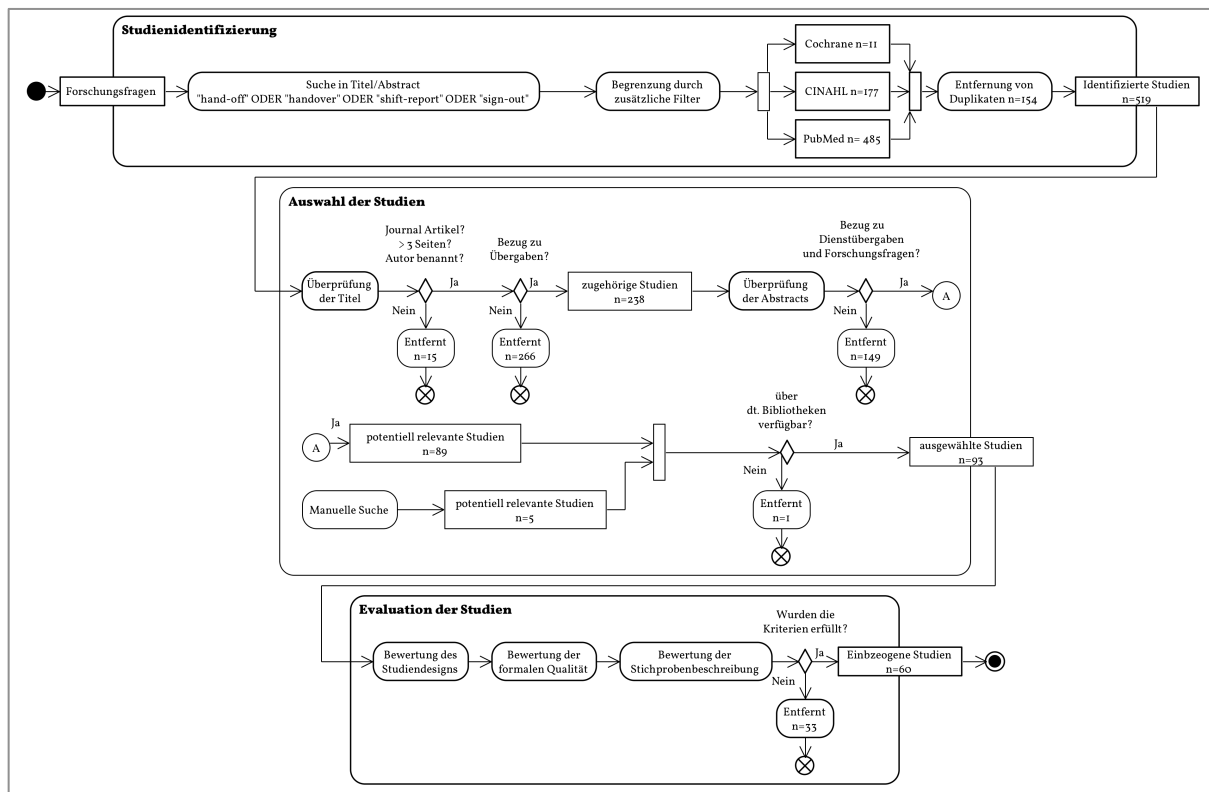 Studienidentifizierung
Forschungsfragen
Suche in Titel/Abstract
"hand-off" ODER "handover" ODER "shift-report" ODER "sign-out"
Begrenzung durch
zusätzliche Filter
Cochrane n=11
CINAHL n=177
PubMed n= 485
Entfernung von
Duplikaten n=154
Identifizierte Studien
n=519
Auswahl der Studien
Überprüfung
der Titel
Journal Artikel?
> 3 Seiten?
Autor benannt?
Ja
Nein
Entfernt
n=15
Bezug zu
Übergaben?
Ja
Nein
Entfernt
n=266
zugehörige Studien
n=238
Überprüfung
der Abstracts
Bezug zu
Dienstübergaben
und Forschungsfragen?
Ja
A
Nein
Entfernt
n=149
A
Ja
potentiell relevante Studien
n=89
Manuelle Suche
potentiell relevante Studien
n=5
über
dt. Bibliotheken
verfügbar?
Ja
Nein
Entfernt
n=1
ausgewählte Studien
n=93
Evaluation der Studien
Bewertung des
Studiendesigns
Bewertung der
formalen Qualität
Bewertung der
Stichprobenbeschreibung
Wurden die
Kriterien erfüllt?
Ja
Nein
Entfernt
n=33
Einbzeogene Studien
n=60